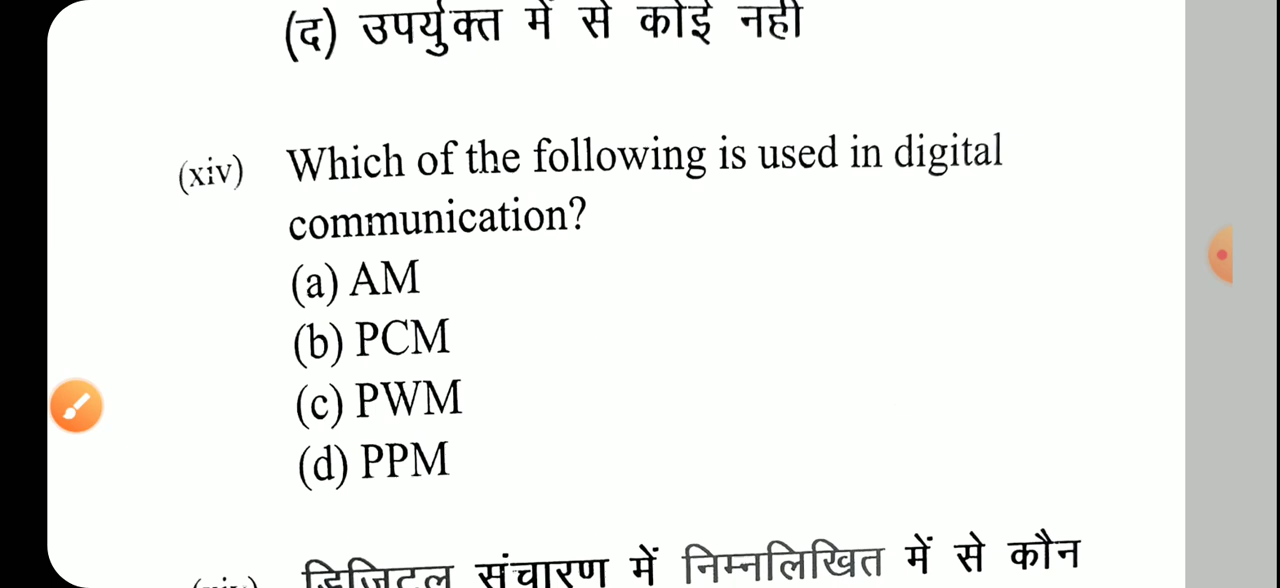 (द) उपर्युक्त में से कोई नहीं
(xiv) Which of the following is used in digital
communication?
(a) AM
(b) PCM
(c) PWM
(d) PPM
(xiv) डिजिटल संचारण में निम्नलिखित में से कौन